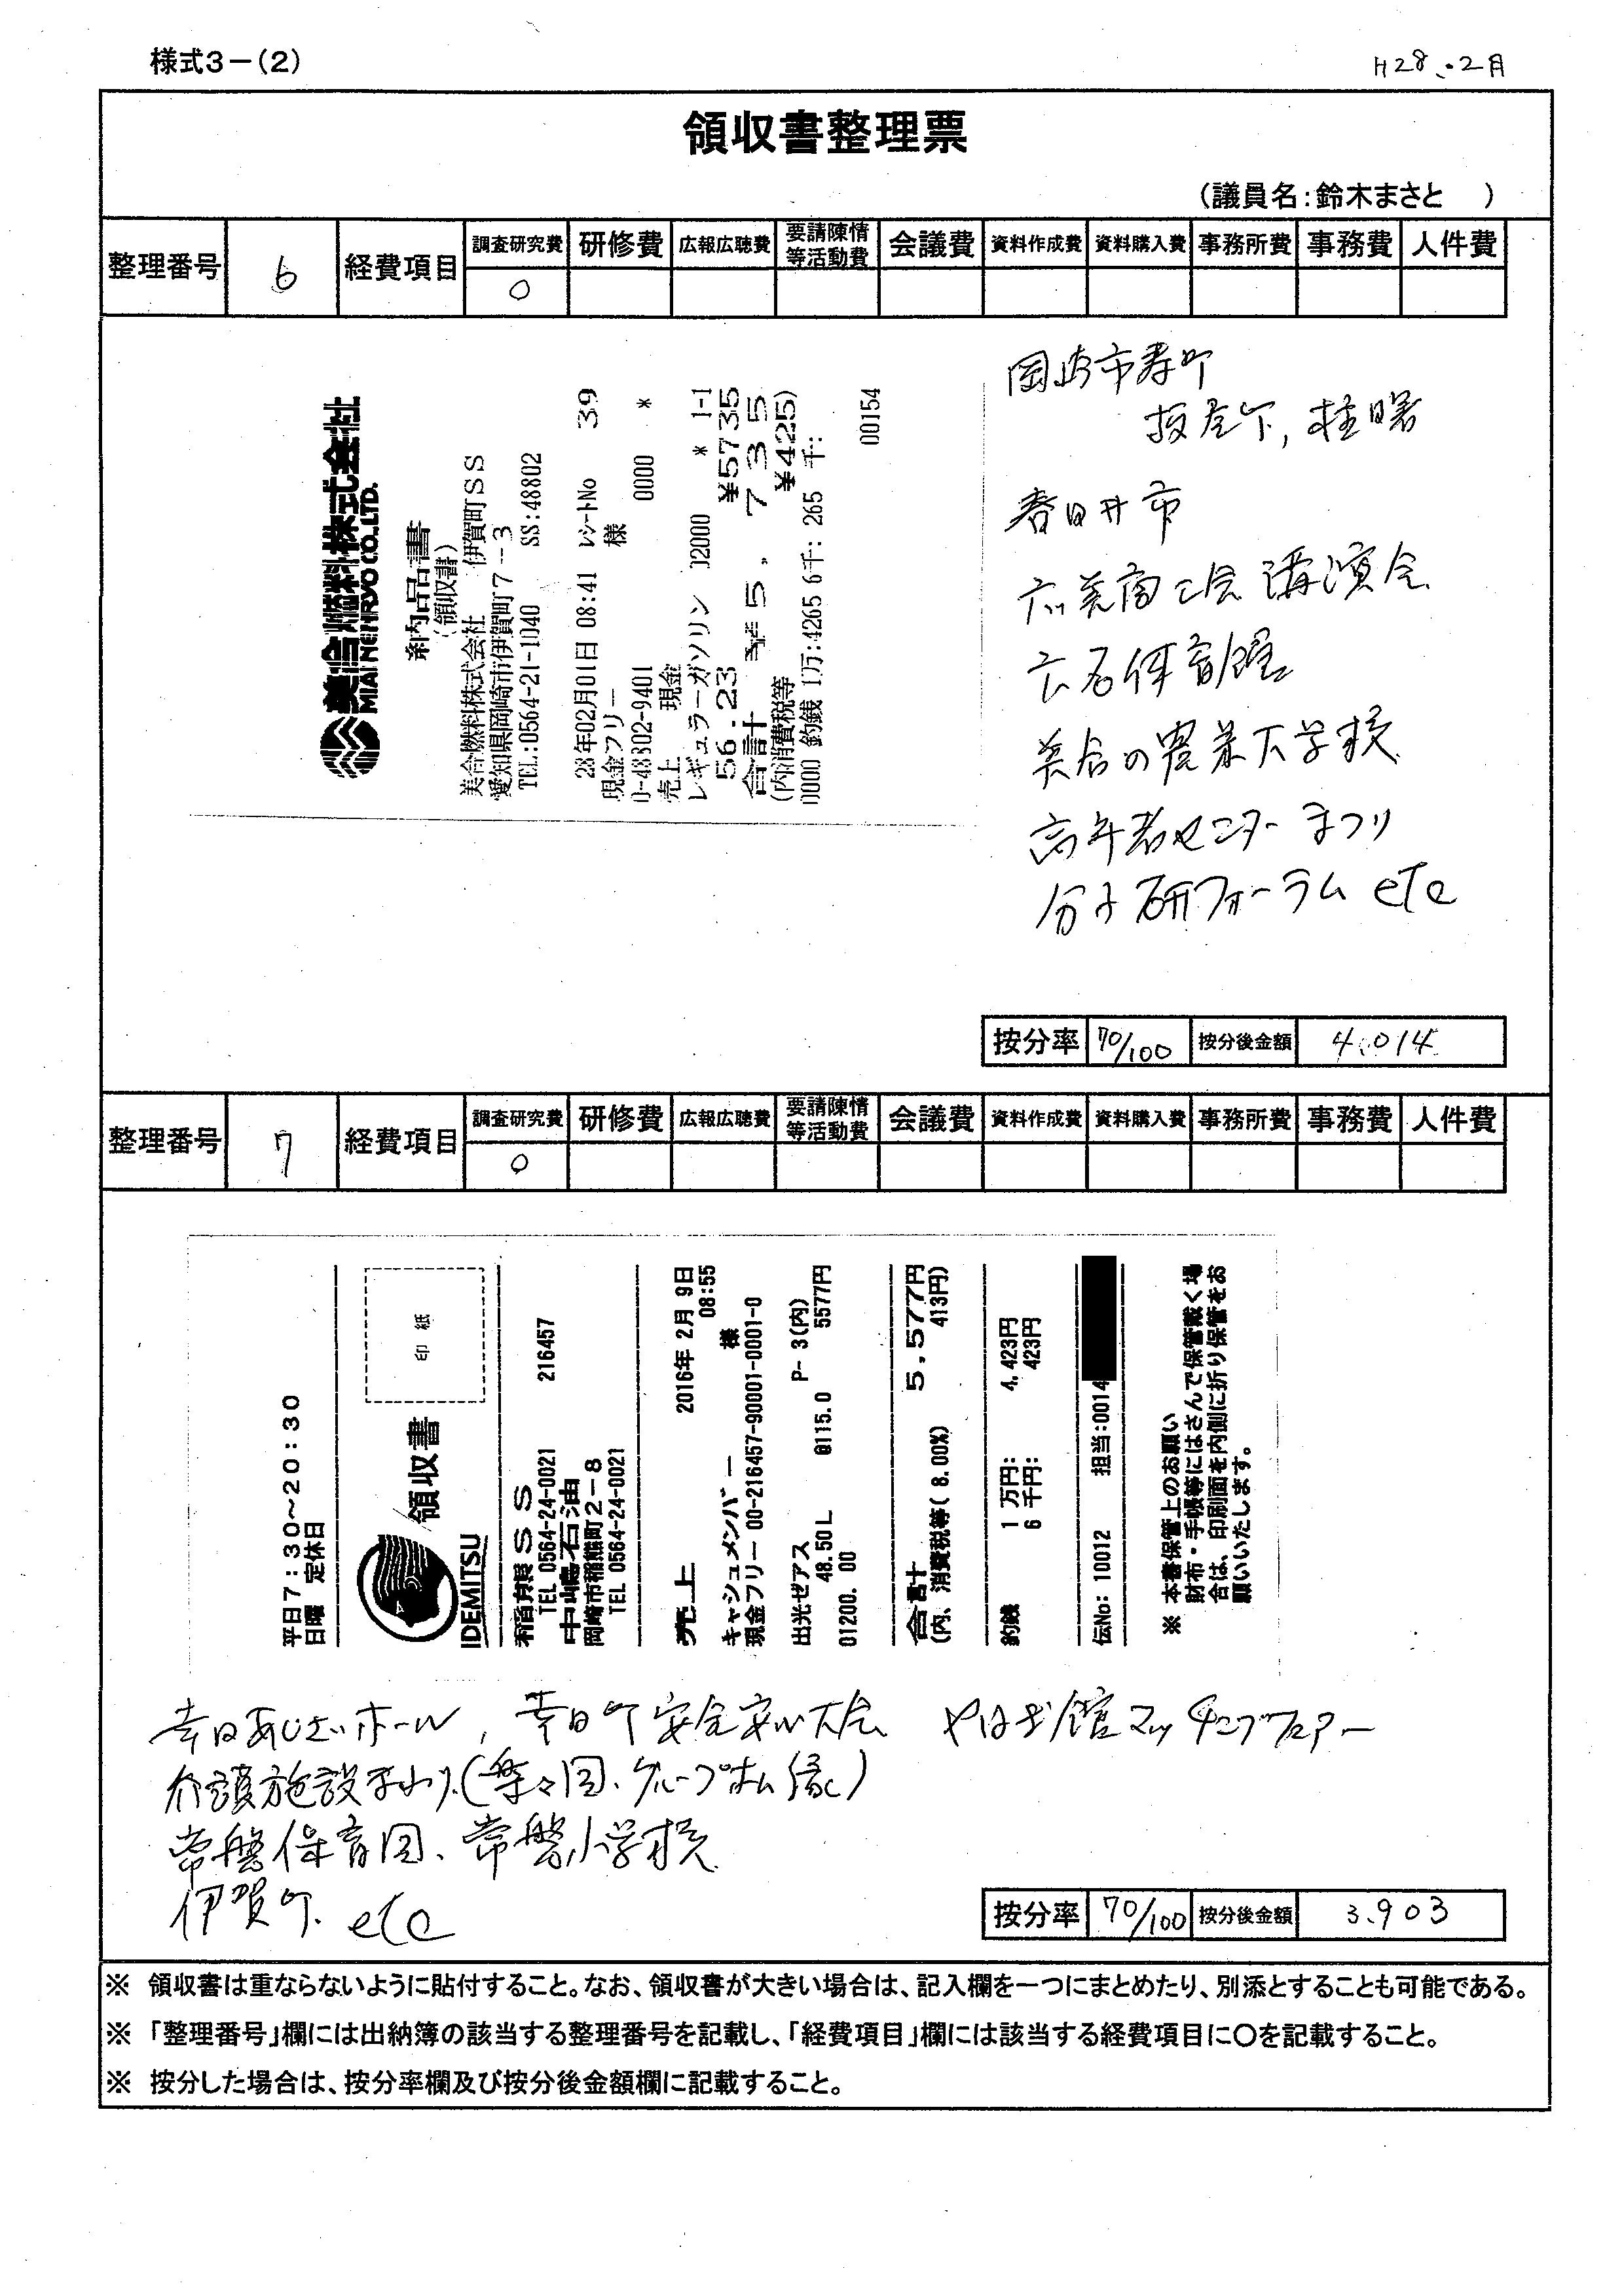 様式3－(2)
H28.2月
領収書整理票
(議員名：鈴木まさと　)
整理番号 6 経費項目 調査研究費 研修費 広報広聴費 要請陳情等活動費 会議費 資料作成費 資料購入費 事務所費 事務費 人件費
○
美合燃料株式会社
MIAI NENRYO CO.,LTD.
納品書
(領収書)
美合燃料株式会社 伊賀町SS
愛知県岡崎市伊賀町7-3
TEL:0564-21-1040 SS:48802
28年02月01日 08:41 レシートNo 39
現金フリー 様
0-48802-9401 0000 *
売上 現金
レギュラーガソリン J2000 * 1-1
56.23 ¥5735
合計 ¥5,735
(内消費税等 ¥425)
0000 釣銭 1万:4265 6千: 265 千:
00154
岡崎市寿町
春日井市
六美商工会講演会
六名体育館
美合の農業大学校
高年者センターまつり
分子研フォーラム etc
按分率 70/100 按分後金額 4,014
整理番号 7 経費項目 調査研究費 研修費 広報広聴費 要請陳情等活動費 会議費 資料作成費 資料購入費 事務所費 事務費 人件費
○
平日7:30～20:30
日曜 定休日
IDEMITSU
領収書
印紙
稲熊SS 216457
TEL 0564-24-0021
中嶋石油
岡崎市稲熊町2-8
TEL 0564-24-0021
売上 2016年 2月 9日
08:55
キャッシュメンバー 様
現金フリー 00-216457-90001-0001-0
出光ゼアス P- 3(内)
48.50L @115.0 5577円
01200. 00
合計 5,577円
(内、消費税等( 8.00%) 413円)
釣銭 1万円: 4,423円
6千円: 423円
伝No: 10012 担当:0014
※ 本書保管上のお願い
財布・手帳等にはさんで保管戴く場
合は、印刷面を内側に折り保管をお
願いいたします。
春日あじさいホール, 幸田町安全安心大会 やはぎ館マッチングフェアー
介護施設まわり(楽々園、グループホーム縁)
常磐保育園、常磐小学校
伊賀町. etc
按分率 70/100 按分後金額 3,903
※ 領収書は重ならないように貼付すること。なお、領収書が大きい場合は、記入欄を一つにまとめたり、別添とすることも可能である。
※ 「整理番号」欄には出納簿の該当する整理番号を記載し、「経費項目」欄には該当する経費項目に○を記載すること。
※ 按分した場合は、按分率欄及び按分後金額欄に記載すること。